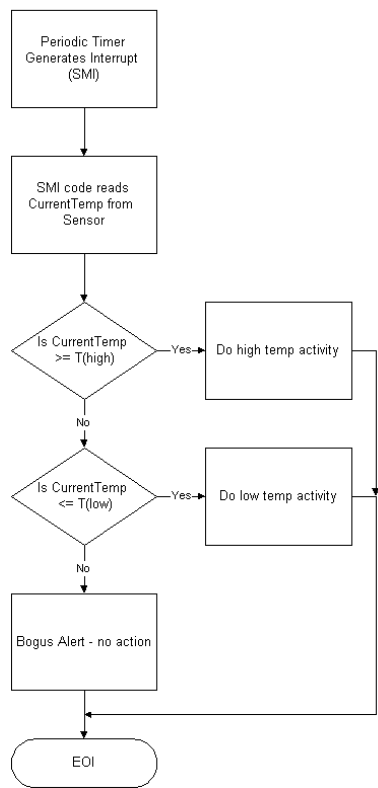 Periodic Timer
Generates Interrupt
(SMI)
SMI code reads
CurrentTemp from
Sensor
Is CurrentTemp
>= T(high)
Yes
Do high temp activity
No
Is CurrentTemp
<= T(low)
Yes
Do low temp activity
No
Bogus Alert - no action
EOI